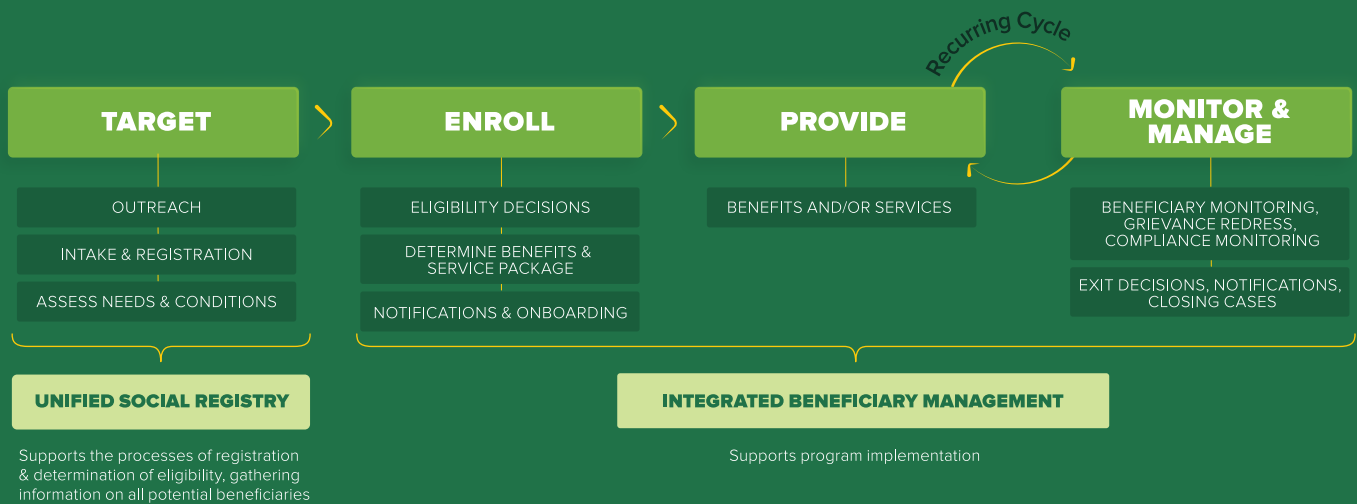 Recurring Cycle
TARGET
ENROLL
PROVIDE
MONITOR &
MANAGE
OUTREACH
INTAKE & REGISTRATION
ASSESS NEEDS & CONDITIONS
ELIGIBILITY DECISIONS
DETERMINE BENEFITS &
SERVICE PACKAGE
NOTIFICATIONS & ONBOARDING
BENEFITS AND/OR SERVICES
BENEFICIARY MONITORING,
GRIEVANCE REDRESS,
COMPLIANCE MONITORING
EXIT DECISIONS, NOTIFICATIONS,
CLOSING CASES
UNIFIED SOCIAL REGISTRY
Supports the processes of registration
& determination of eligibility, gathering
information on all potential beneficiaries
INTEGRATED BENEFICIARY MANAGEMENT
Supports program implementation